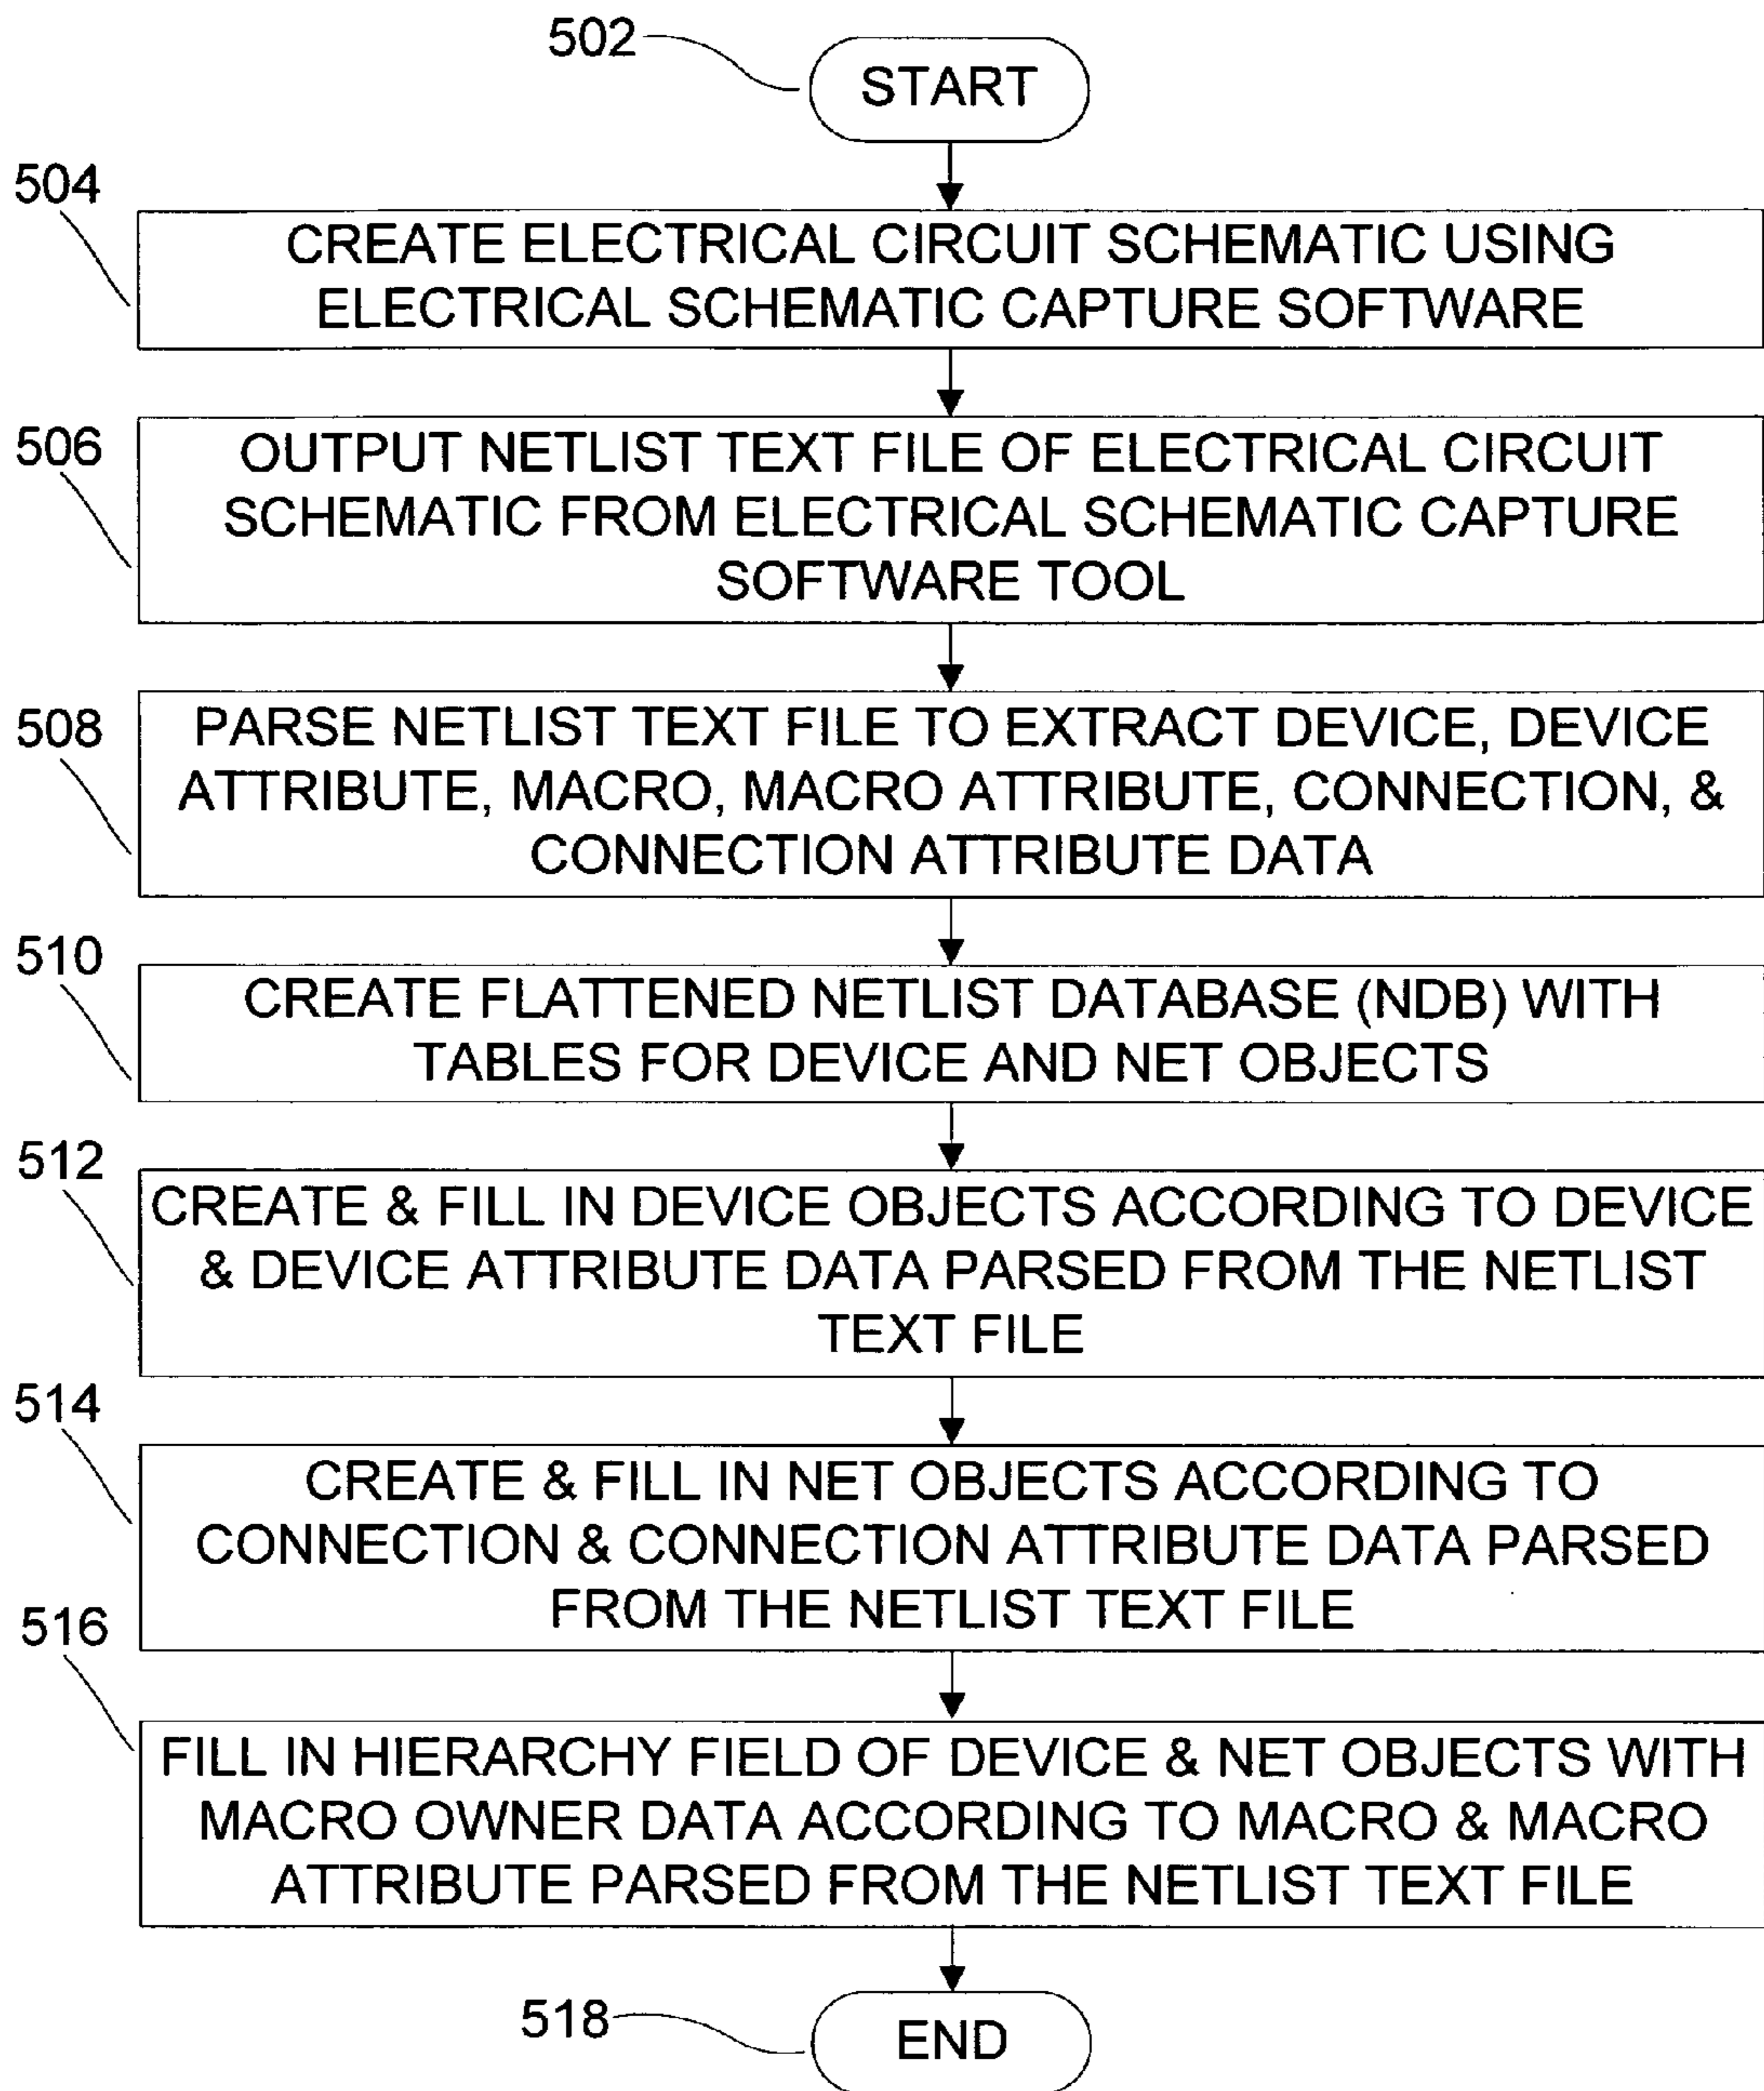 502
START
504
CREATE ELECTRICAL CIRCUIT SCHEMATIC USING
ELECTRICAL SCHEMATIC CAPTURE SOFTWARE
506
OUTPUT NETLIST TEXT FILE OF ELECTRICAL CIRCUIT
SCHEMATIC FROM ELECTRICAL SCHEMATIC CAPTURE
SOFTWARE TOOL
508
PARSE NETLIST TEXT FILE TO EXTRACT DEVICE, DEVICE
ATTRIBUTE, MACRO, MACRO ATTRIBUTE, CONNECTION, &
CONNECTION ATTRIBUTE DATA
510
CREATE FLATTENED NETLIST DATABASE (NDB) WITH
TABLES FOR DEVICE AND NET OBJECTS
512
CREATE & FILL IN DEVICE OBJECTS ACCORDING TO DEVICE
& DEVICE ATTRIBUTE DATA PARSED FROM THE NETLIST
TEXT FILE
514
CREATE & FILL IN NET OBJECTS ACCORDING TO
CONNECTION & CONNECTION ATTRIBUTE DATA PARSED
FROM THE NETLIST TEXT FILE
516
FILL IN HIERARCHY FIELD OF DEVICE & NET OBJECTS WITH
MACRO OWNER DATA ACCORDING TO MACRO & MACRO
ATTRIBUTE PARSED FROM THE NETLIST TEXT FILE
518
END